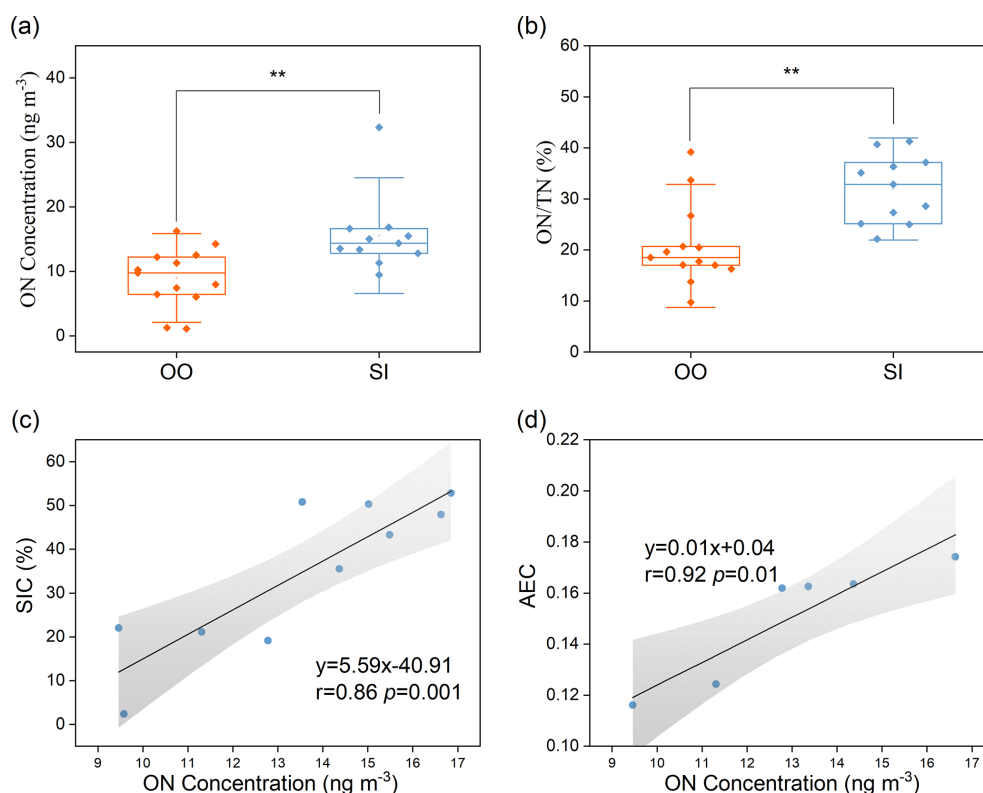 (a)
ON Concentration (ng m⁻³)
40
30
20
10
0
**
OO
SI
(b)
ON/TN (%)
60
50
40
30
20
10
0
**
OO
SI
(c)
SIC (%)
60
50
40
30
20
10
0
y=5.59x-40.91
r=0.86 p=0.001
9 10 11 12 13 14 15 16 17
ON Concentration (ng m⁻³)
(d)
AEC
0.22
0.20
0.18
0.16
0.14
0.12
0.10
y=0.01x+0.04
r=0.92 p=0.01
9 10 11 12 13 14 15 16 17
ON Concentration (ng m⁻³)